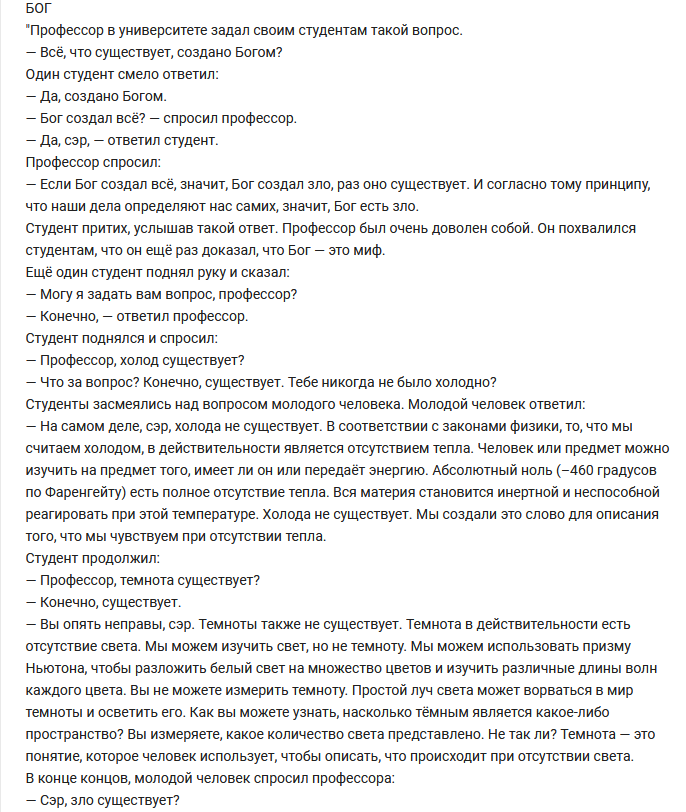 БОГ
"Профессор в университете задал своим студентам такой вопрос.
— Всё, что существует, создано Богом?
Один студент смело ответил:
— Да, создано Богом.
— Бог создал всё? — спросил профессор.
— Да, сэр, — ответил студент.
Профессор спросил:
— Если Бог создал всё, значит, Бог создал зло, раз оно существует. И согласно тому принципу,
что наши дела определяют нас самих, значит, Бог есть зло.
Студент притих, услышав такой ответ. Профессор был очень доволен собой. Он похвалился
студентам, что он ещё раз доказал, что Бог — это миф.
Ещё один студент поднял руку и сказал:
— Могу я задать вам вопрос, профессор?
— Конечно, — ответил профессор.
Студент поднялся и спросил:
— Профессор, холод существует?
— Что за вопрос? Конечно, существует. Тебе никогда не было холодно?
Студенты засмеялись над вопросом молодого человека. Молодой человек ответил:
— На самом деле, сэр, холода не существует. В соответствии с законами физики, то, что мы
считаем холодом, в действительности является отсутствием тепла. Человек или предмет можно
изучить на предмет того, имеет ли он или передаёт энергию. Абсолютный ноль (−460 градусов
по Фаренгейту) есть полное отсутствие тепла. Вся материя становится инертной и неспособной
реагировать при этой температуре. Холода не существует. Мы создали это слово для описания
того, что мы чувствуем при отсутствии тепла.
Студент продолжил:
— Профессор, темнота существует?
— Конечно, существует.
— Вы опять неправы, сэр. Темноты также не существует. Темнота в действительности есть
отсутствие света. Мы можем изучить свет, но не темноту. Мы можем использовать призму
Ньютона, чтобы разложить белый свет на множество цветов и изучить различные длины волн
каждого цвета. Вы не можете измерить темноту. Простой луч света может ворваться в мир
темноты и осветить его. Как вы можете узнать, насколько тёмным является какое-либо
пространство? Вы измеряете, какое количество света представлено. Не так ли? Темнота — это
понятие, которое человек использует, чтобы описать, что происходит при отсутствии света.
В конце концов, молодой человек спросил профессора:
— Сэр, зло существует?